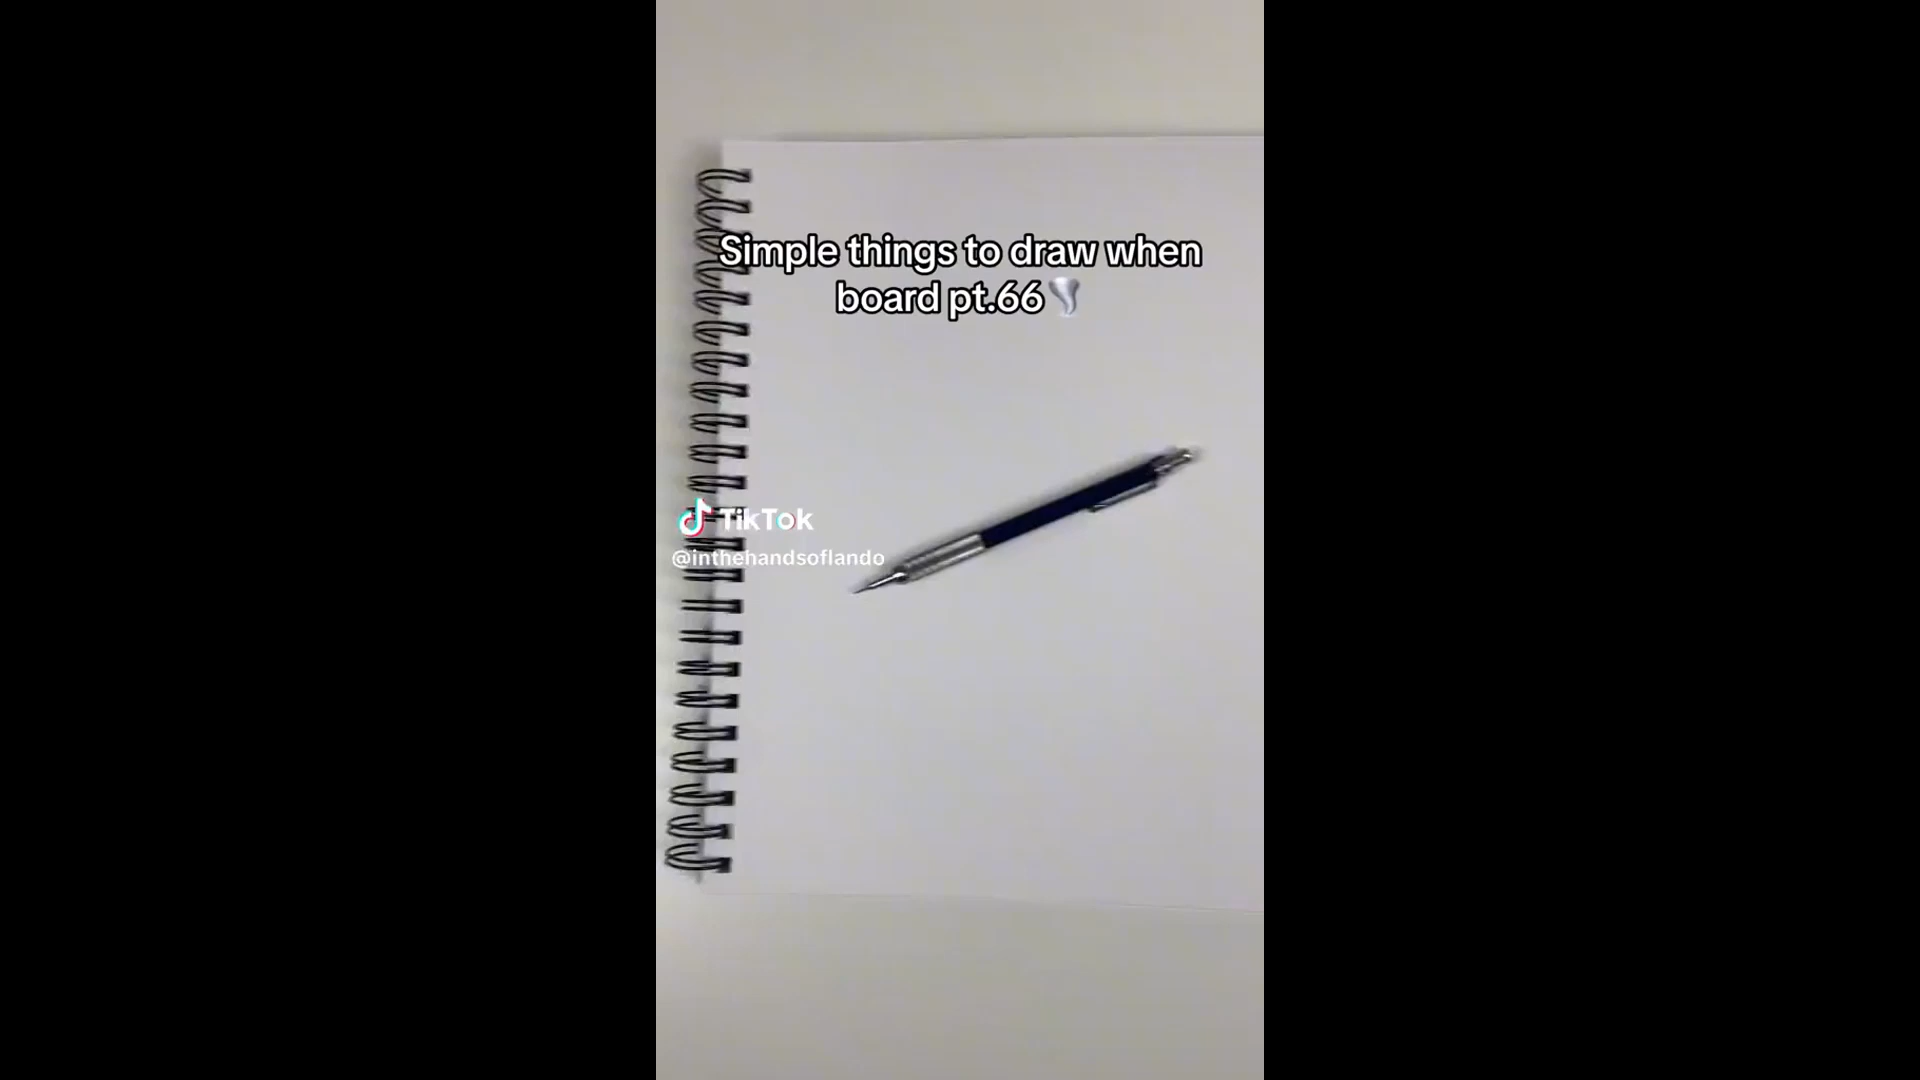 Simple things to draw when
board pt.66🌪️
TikTok
@inthehandsoflando